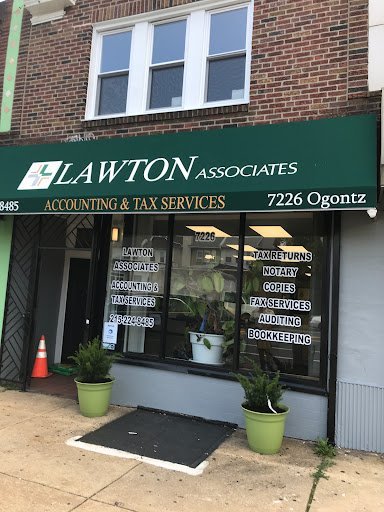 LAWTON ASSOCIATES
-8485 ACCOUNTING & TAX SERVICES 7226 Ogontz
7226
LAWTON
ASSOCIATES
ACCOUNTING &
TAX SERVICES
215-224-8485
TAX RETURNS
NOTARY
COPIES
FAX SERVICES
AUDITING
BOOKKEEPING